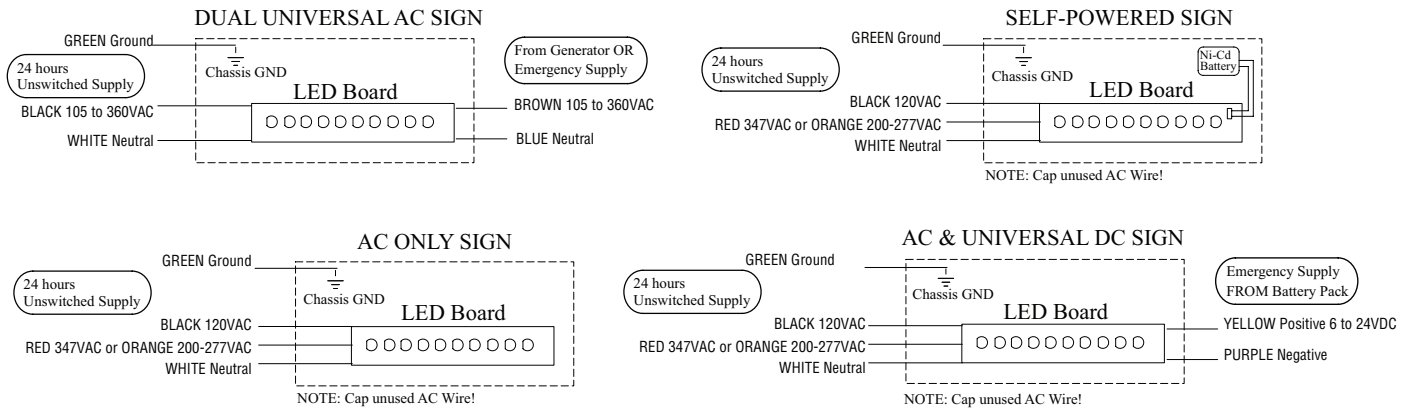 DUAL UNIVERSAL AC SIGN
GREEN Ground
24 hours
Unswitched Supply
Chassis GND
From Generator OR
Emergency Supply
LED Board
BLACK 105 to 360VAC
BROWN 105 to 360VAC
WHITE Neutral
BLUE Neutral
SELF-POWERED SIGN
GREEN Ground
24 hours
Unswitched Supply
Chassis GND
Ni-Cd
Battery
LED Board
BLACK 120VAC
RED 347VAC or ORANGE 200-277VAC
WHITE Neutral
NOTE: Cap unused AC Wire!
AC ONLY SIGN
GREEN Ground
24 hours
Unswitched Supply
Chassis GND
LED Board
BLACK 120VAC
RED 347VAC or ORANGE 200-277VAC
WHITE Neutral
NOTE: Cap unused AC Wire!
AC & UNIVERSAL DC SIGN
GREEN Ground
24 hours
Unswitched Supply
Chassis GND
Emergency Supply
FROM Battery Pack
LED Board
BLACK 120VAC
YELLOW Positive 6 to 24VDC
RED 347VAC or ORANGE 200-277VAC
PURPLE Negative
WHITE Neutral
NOTE: Cap unused AC Wire!